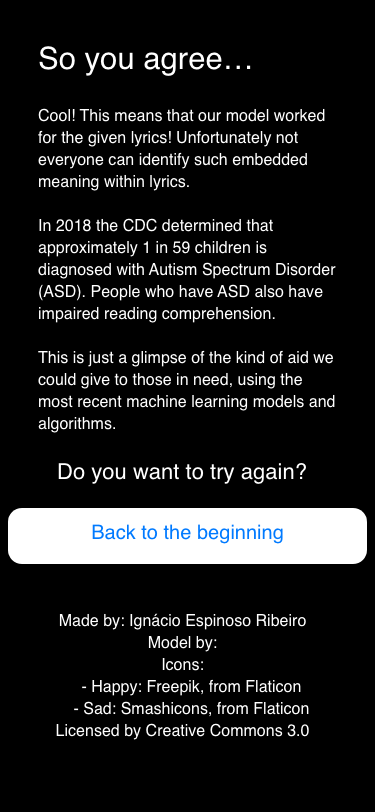 So you agree…
Cool! This means that our model worked
for the given lyrics! Unfortunately not
everyone can identify such embedded
meaning within lyrics.
In 2018 the CDC determined that
approximately 1 in 59 children is
diagnosed with Autism Spectrum Disorder
(ASD). People who have ASD also have
impaired reading comprehension.
This is just a glimpse of the kind of aid we
could give to those in need, using the
most recent machine learning models and
algorithms.
Do you want to try again?
Back to the beginning
Made by: Ignácio Espinoso Ribeiro
Model by:
Icons:
- Happy: Freepik, from Flaticon
- Sad: Smashicons, from Flaticon
Licensed by Creative Commons 3.0